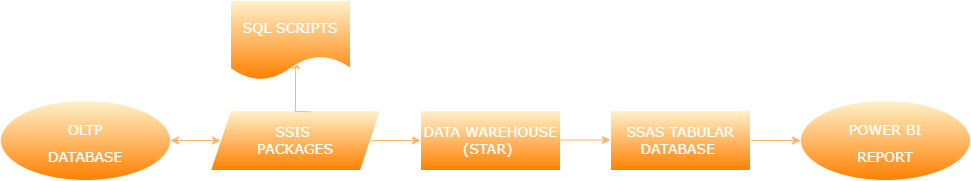 SQL SCRIPTS
OLTP
DATABASE
SSIS
PACKAGES
DATA WAREHOUSE
(STAR)
SSAS TABULAR
DATABASE
POWER BI
REPORT